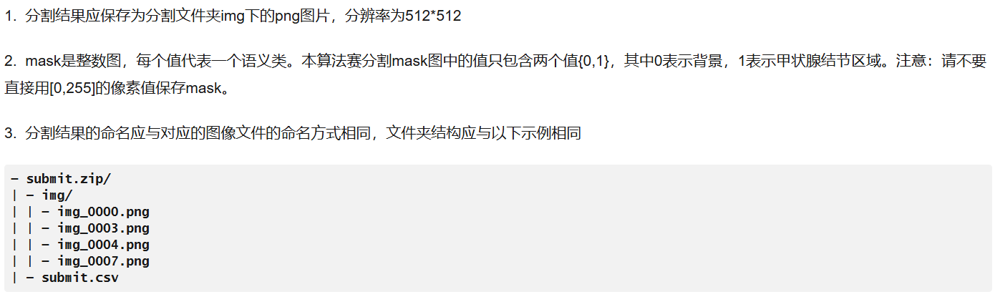 1. 分割结果应保存为分割文件夹img下的png图片，分辨率为512*512
2. mask是整数图，每个值代表一个语义类。本算法赛分割mask图中的值只包含两个值{0,1}，其中0表示背景，1表示甲状腺结节区域。注意：请不要
直接用[0,255]的像素值保存mask。
3. 分割结果的命名应与对应的图像文件的命名方式相同，文件夹结构应与以下示例相同
- submit.zip/
| - img/
| | - img_0000.png
| | - img_0003.png
| | - img_0004.png
| | - img_0007.png
| - submit.csv